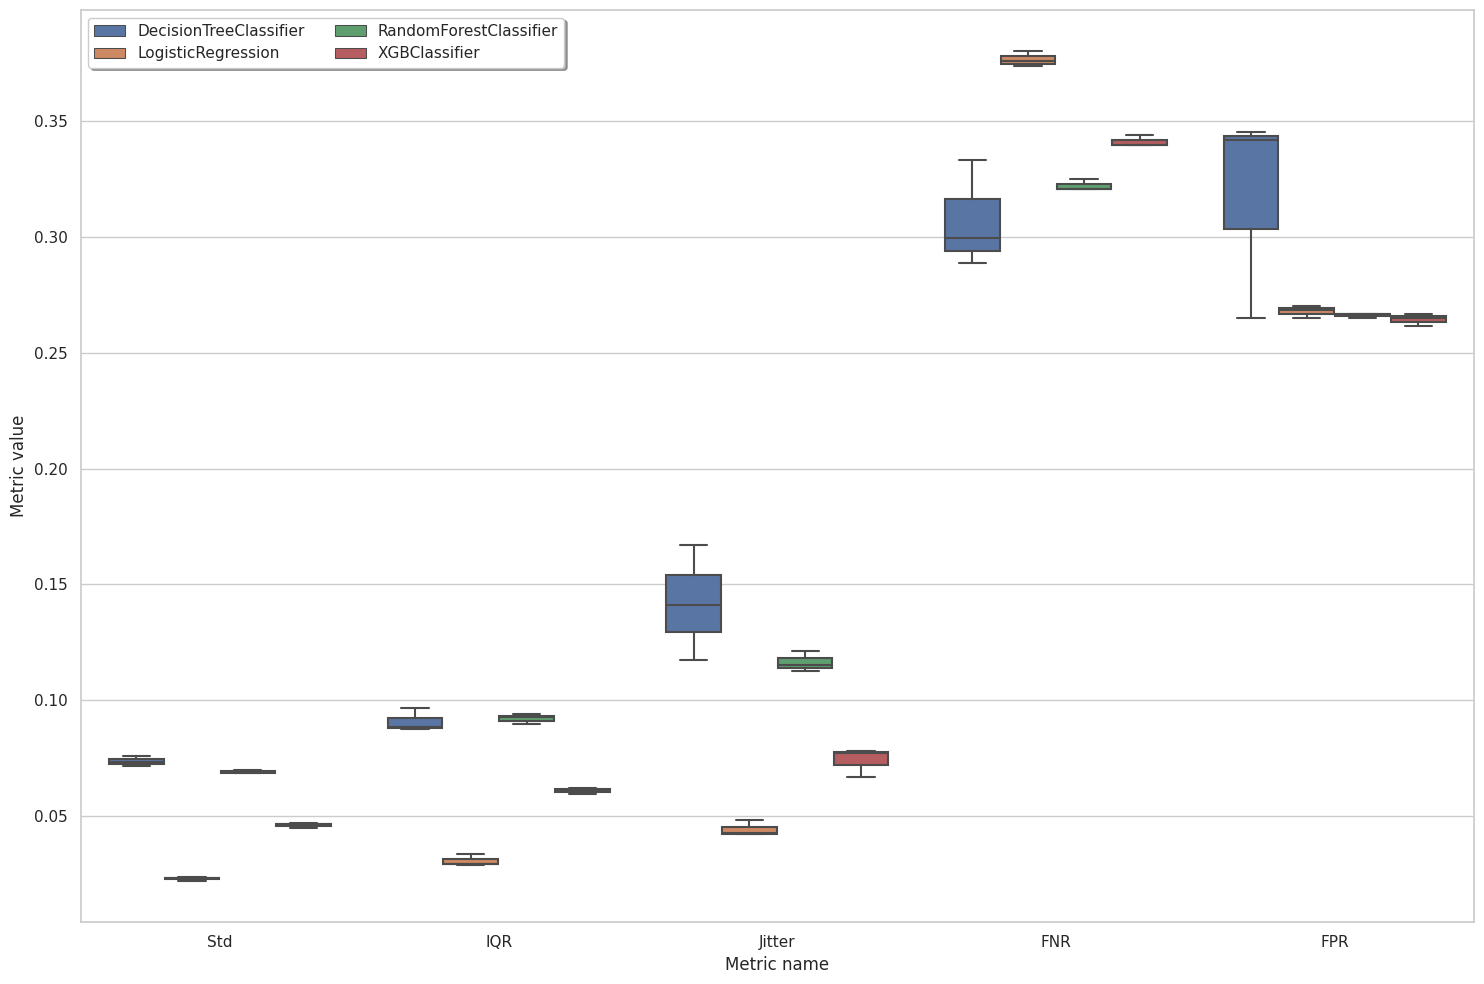 DecisionTreeClassifier
LogisticRegression
RandomForestClassifier
XGBClassifier
Metric value
0.35
0.30
0.25
0.20
0.15
0.10
0.05
Std
IQR
Jitter
FNR
FPR
Metric name